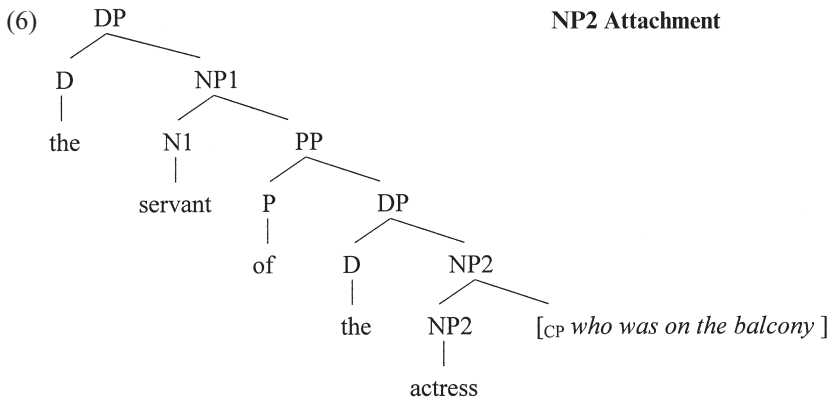 (6) DP NP2 Attachment
D NP1
the N1 PP
servant P DP
of D NP2
the NP2 [CP who was on the balcony ]
actress